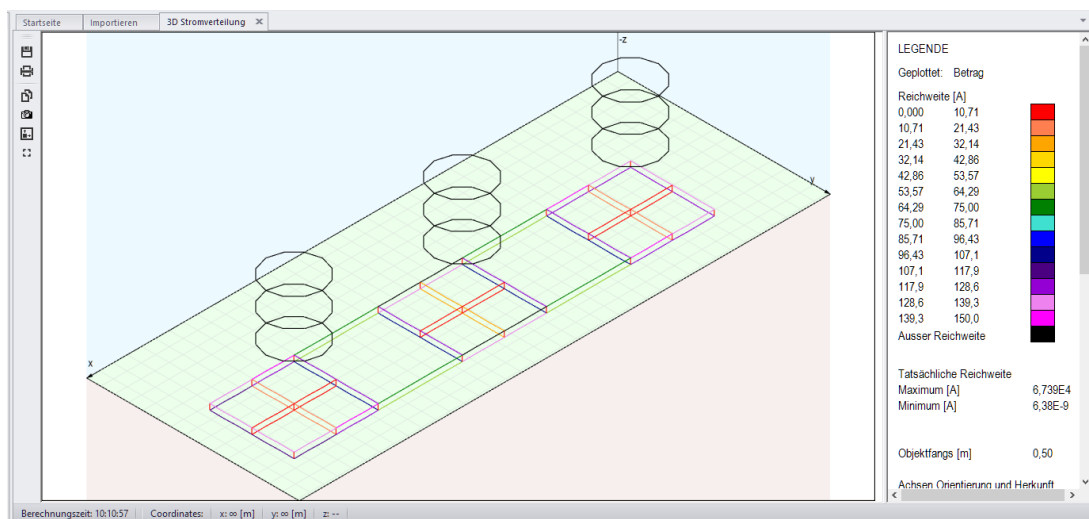 Startseite Importieren 3D Stromverteilung
-z
y
x
LEGENDE
Geplottet: Betrag
Reichweite [A]
0,000 10,71
10,71 21,43
21,43 32,14
32,14 42,86
42,86 53,57
53,57 64,29
64,29 75,00
75,00 85,71
85,71 96,43
96,43 107,1
107,1 117,9
117,9 128,6
128,6 139,3
139,3 150,0
Ausser Reichweite
Tatsächliche Reichweite
Maximum [A] 6,739E4
Minimum [A] 6,38E-9
Objektfangs [m] 0,50
Achsen Orientierung und Herkunft
Berechnungszeit: 10:10:57 Coordinates: x: ∞ [m] y: ∞ [m] z: --